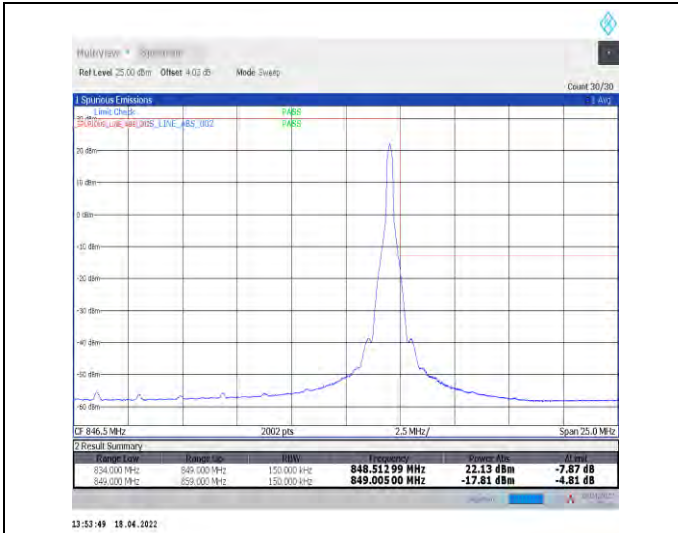 MultiView
Spectrum
Ref Level 25.00 dBm Offset 4.03 dB Mode Sweep
Count 30/30
1 Spurious Emissions
1 Avg
Limit Check PASS
PASS
20 dBm
10 dBm
0 dBm
-10 dBm
-20 dBm
-30 dBm
-40 dBm
-50 dBm
-60 dBm
CF 846.5 MHz 2002 pts 2.5 MHz/ Span 25.0 MHz
2 Result Summary
Range Low Range Up RBW Frequency Power Abs ΔLimit
834.000 MHz 849.000 MHz 150.000 kHz 848.51299 MHz 22.13 dBm -7.87 dB
849.000 MHz 859.000 MHz 150.000 kHz 849.00500 MHz -17.81 dBm -4.81 dB
13:53:49 18.04.2022